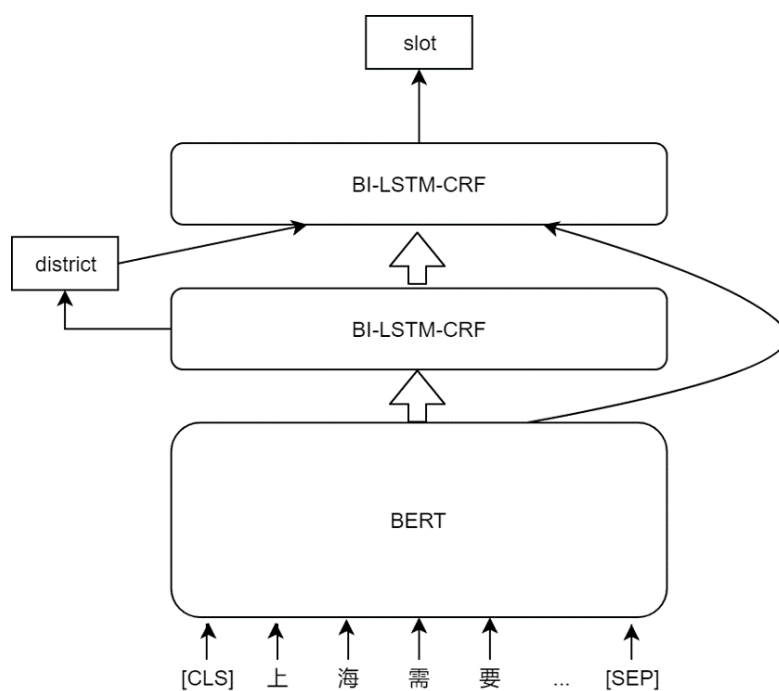 slot
BI-LSTM-CRF
district
BI-LSTM-CRF
BERT
[CLS] 上 海 需 要 ... [SEP]